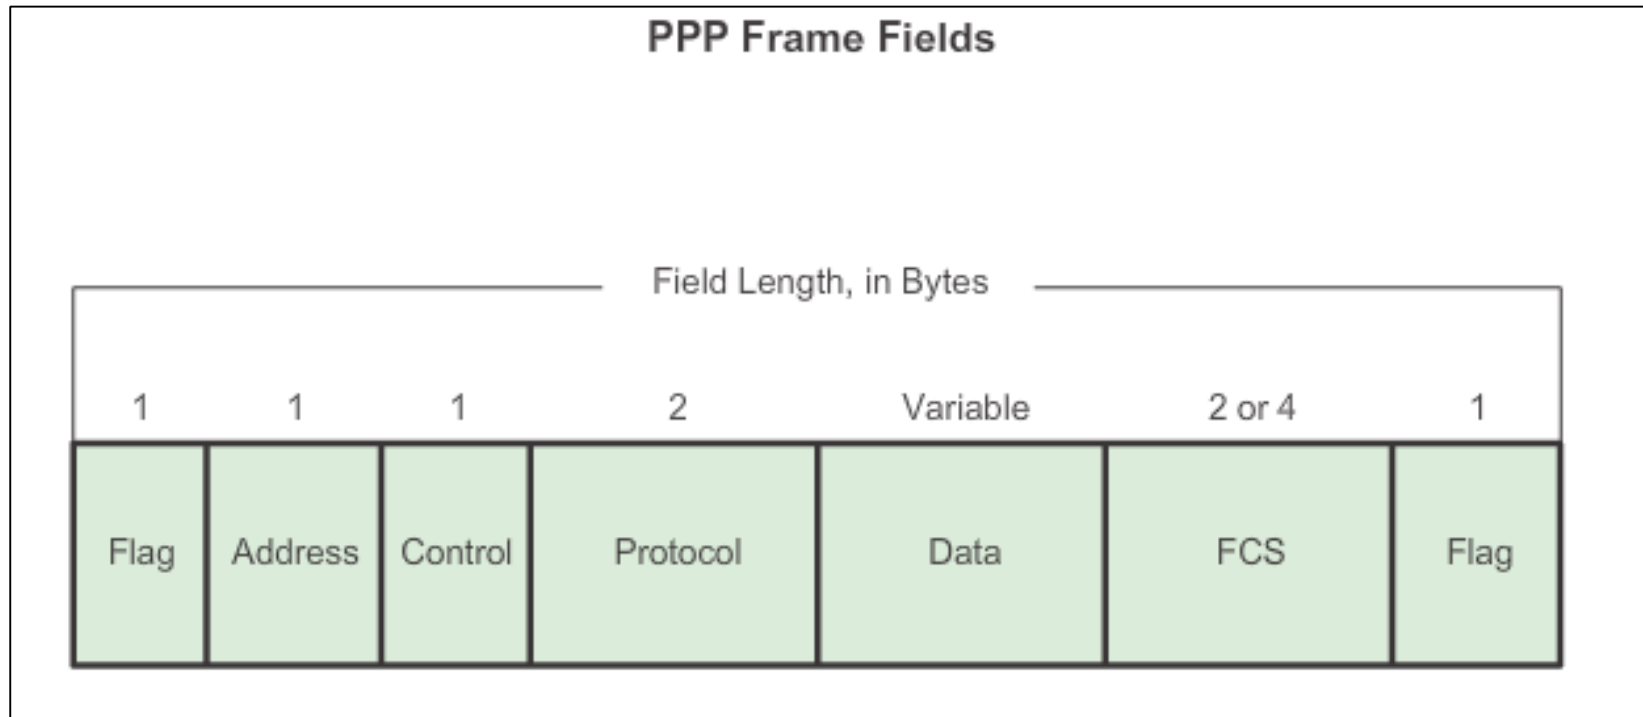 PPP Frame Fields
Field Length, in Bytes
1 1 1 2 Variable 2 or 4 1
Flag Address Control Protocol Data FCS Flag